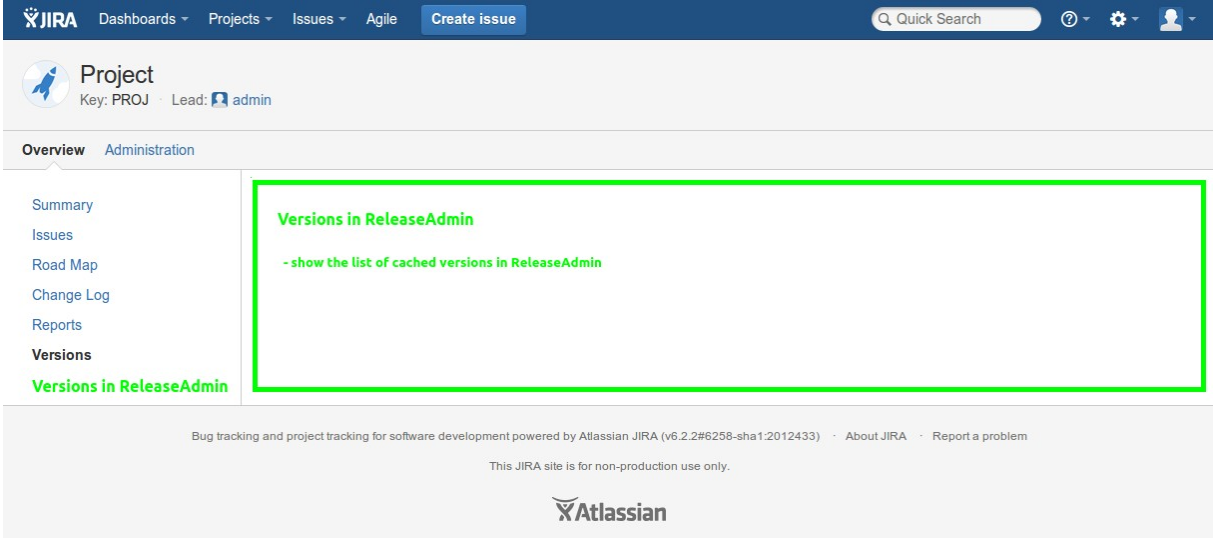 JIRA Dashboards Projects Issues Agile Create issue Quick Search
Project
Key: PROJ · Lead: admin
Overview Administration
Summary
Issues
Road Map
Change Log
Reports
Versions
Versions in ReleaseAdmin
Versions in ReleaseAdmin
- show the list of cached versions in ReleaseAdmin
Bug tracking and project tracking for software development powered by Atlassian JIRA (v6.2.2#6258-sha1:2012433) · About JIRA · Report a problem
This JIRA site is for non-production use only.
Atlassian